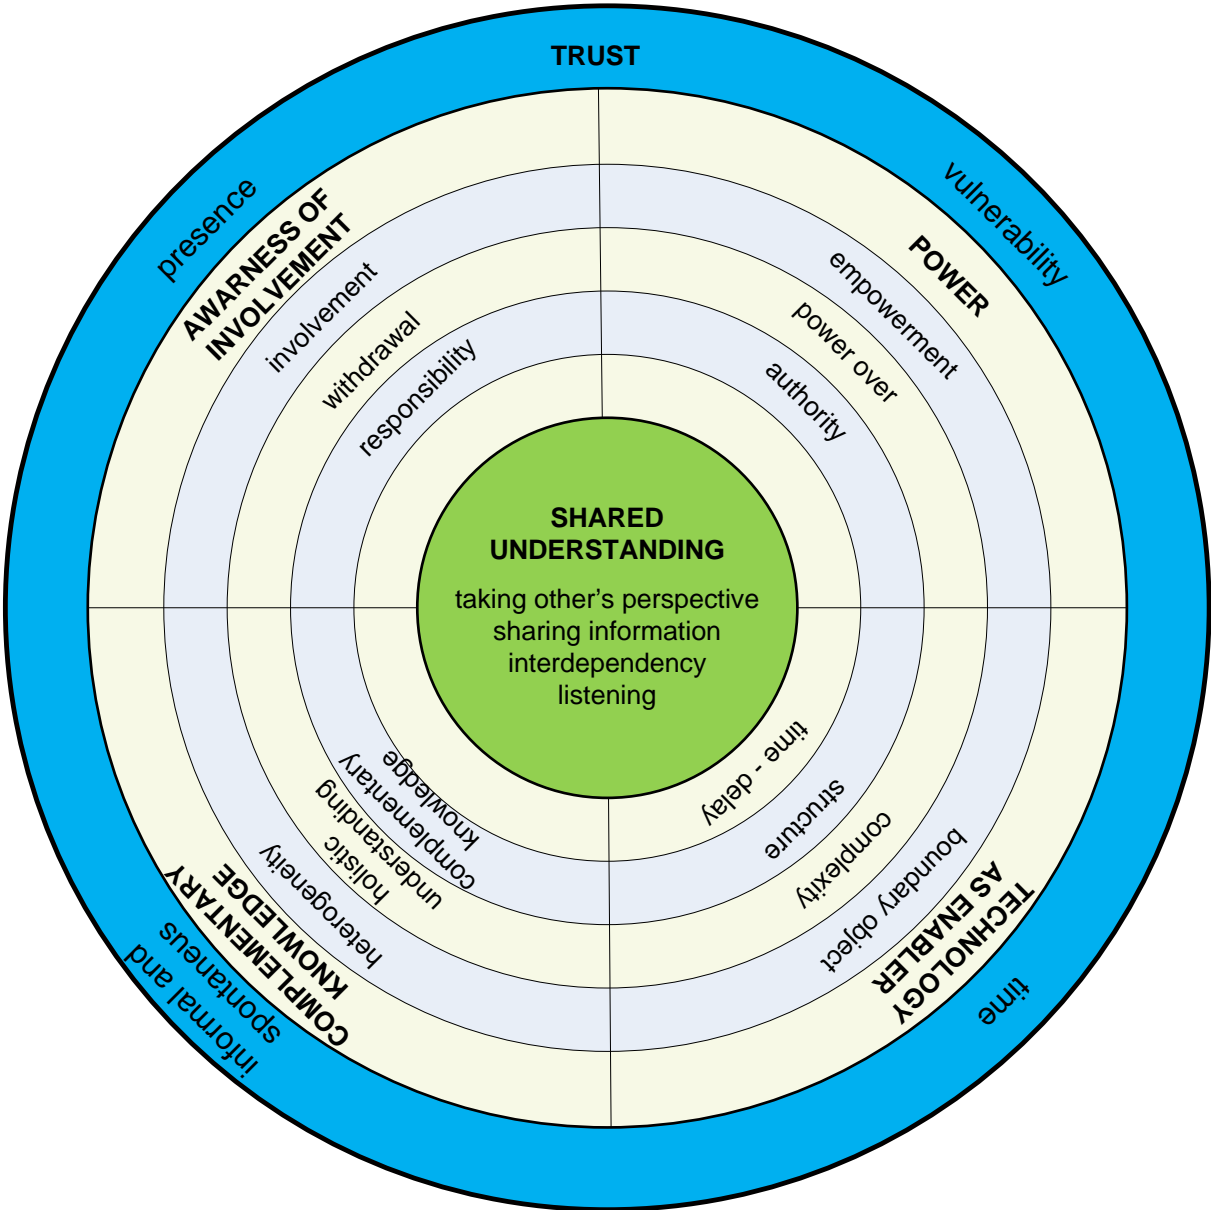 TRUST
presence
vulnerability
AWARNESS OF
INVOLVEMENT
involvement
withdrawal
responsibility
POWER
empowerment
power over
authority
SHARED
UNDERSTANDING
taking other's perspective
sharing information
interdependency
listening
complementary
knowledge
holistic
understanding
heterogeneity
COMPLEMENTARY
KNOWLEDGE
informal and
spontaneus
time - delay
structure
complexity
boundary object
TECHNOLOGY
AS ENABLER
time